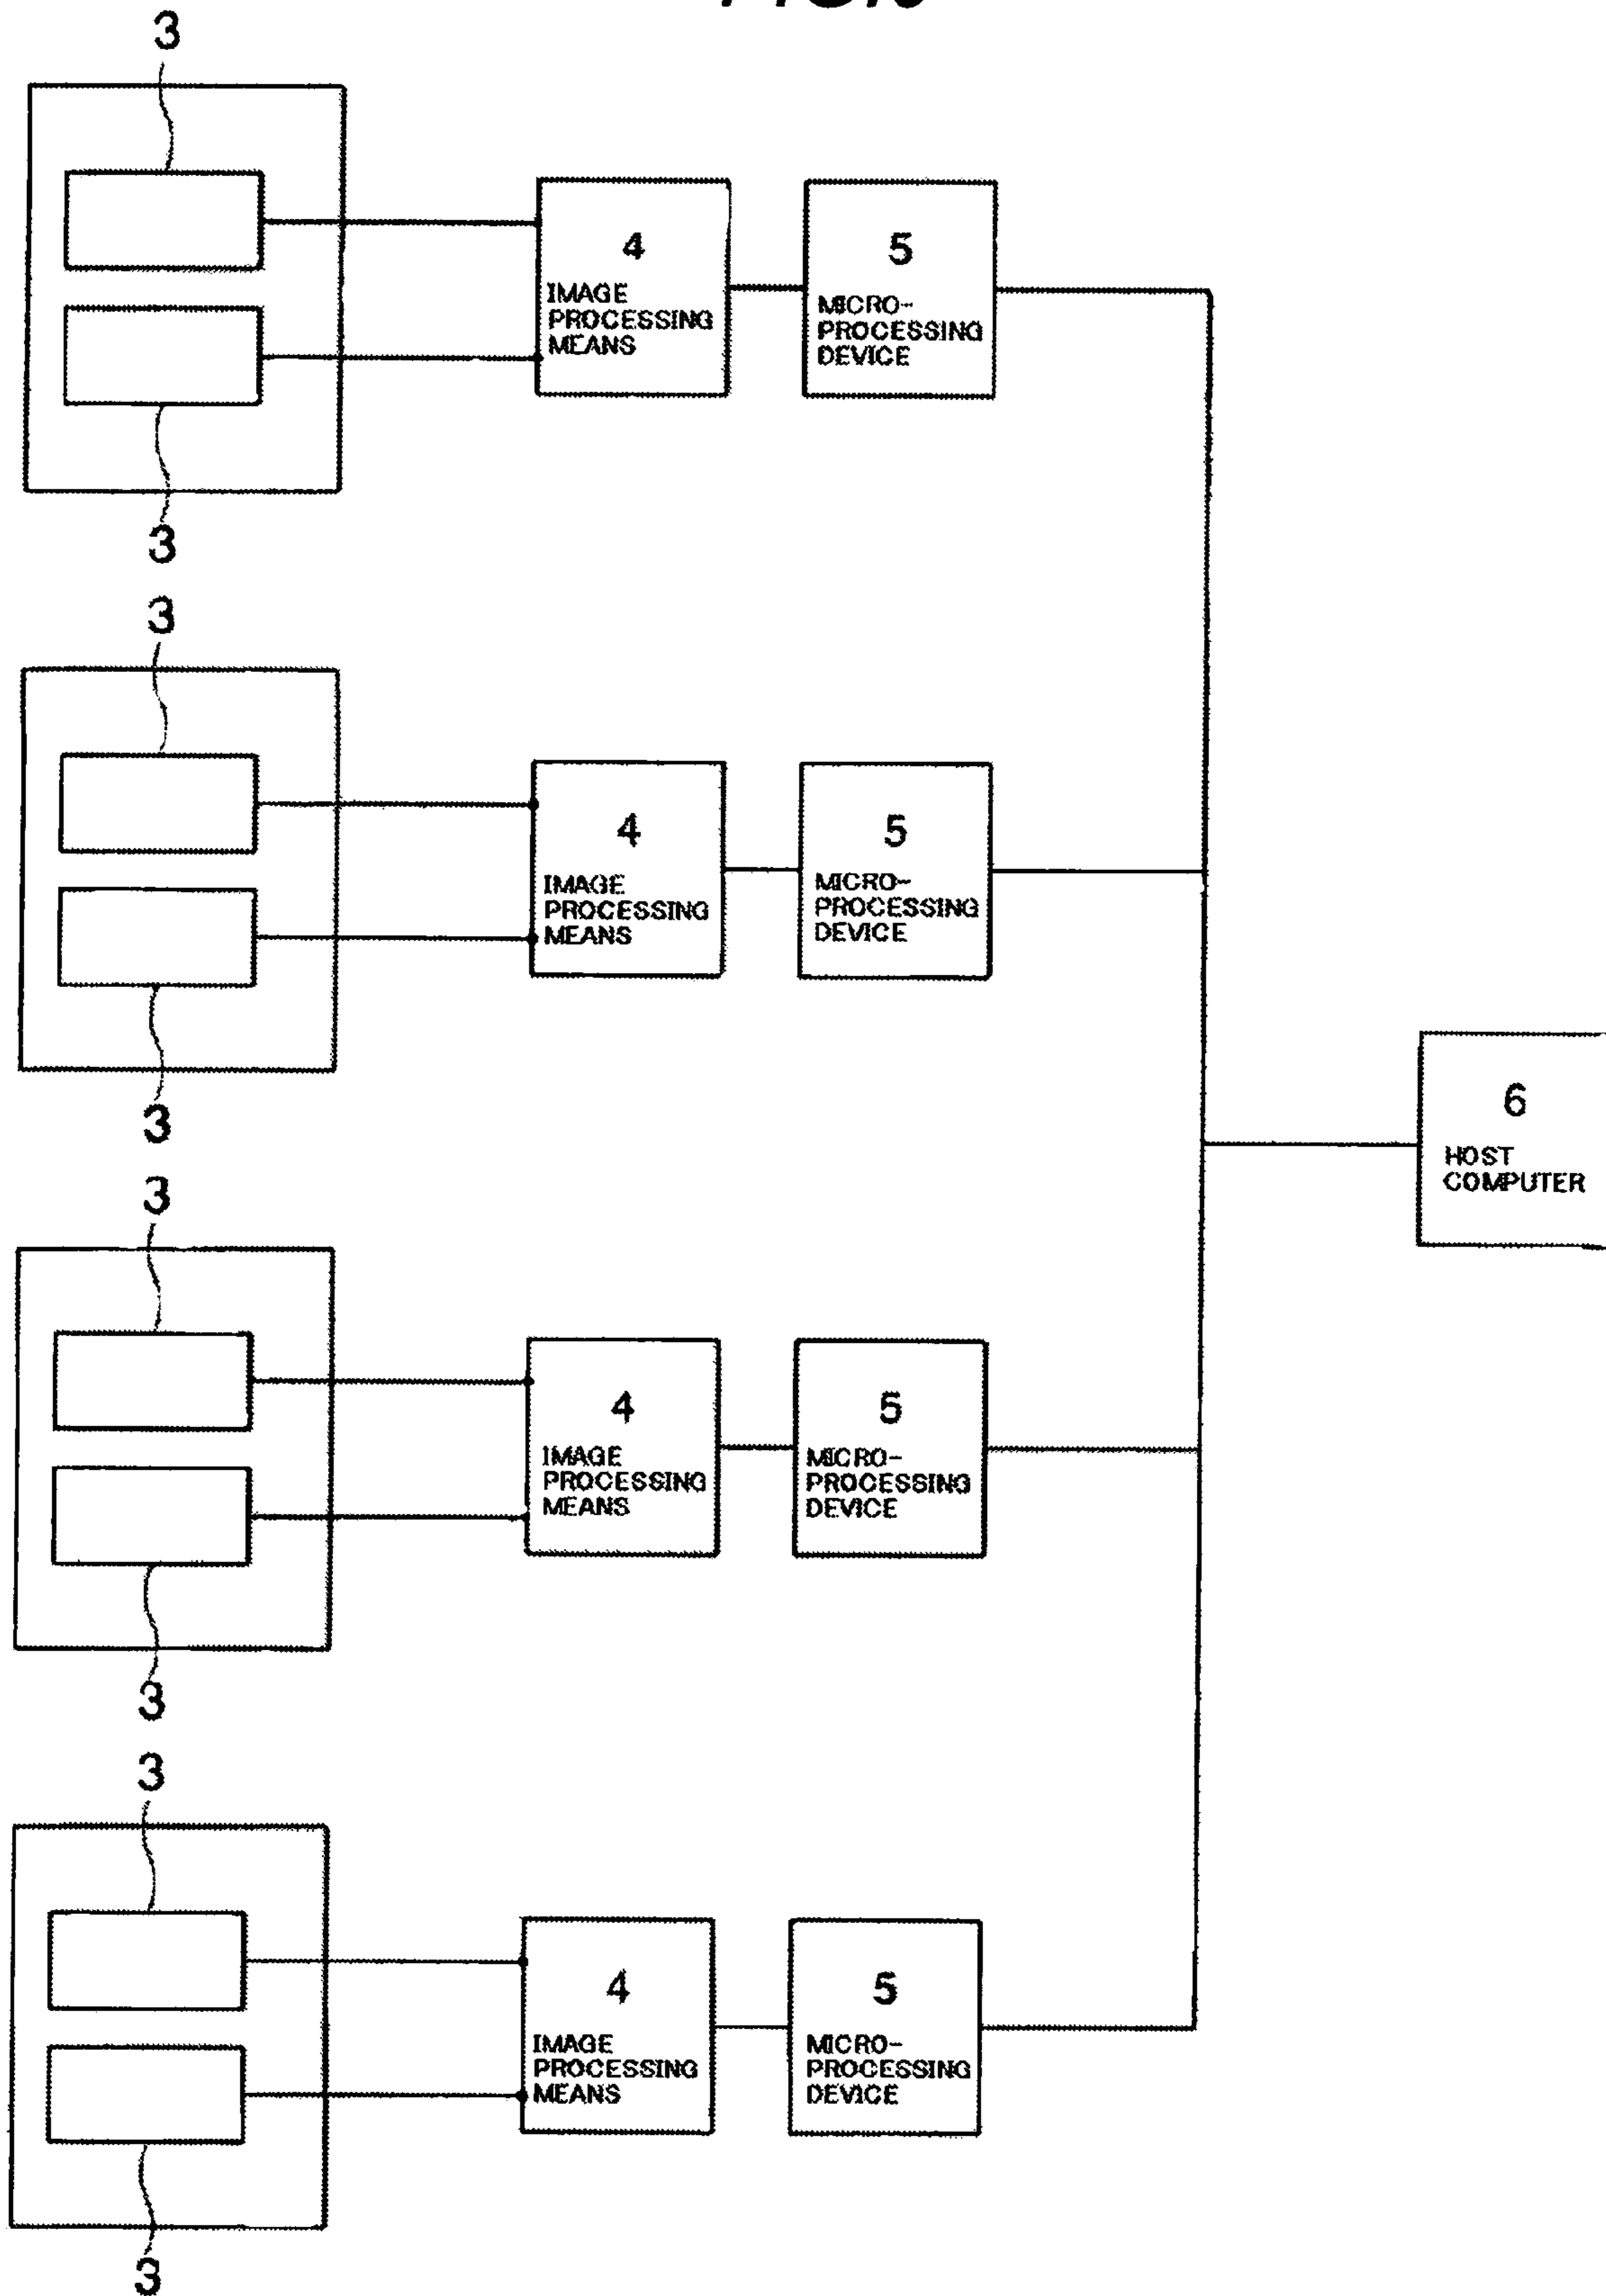 3
4
IMAGE
PROCESSING
MEANS
5
MICRO-
PROCESSING
DEVICE
3
3
4
IMAGE
PROCESSING
MEANS
5
MICRO-
PROCESSING
DEVICE
3
6
HOST
COMPUTER
3
4
IMAGE
PROCESSING
MEANS
5
MICRO-
PROCESSING
DEVICE
3
3
4
IMAGE
PROCESSING
MEANS
5
MICRO-
PROCESSING
DEVICE
3